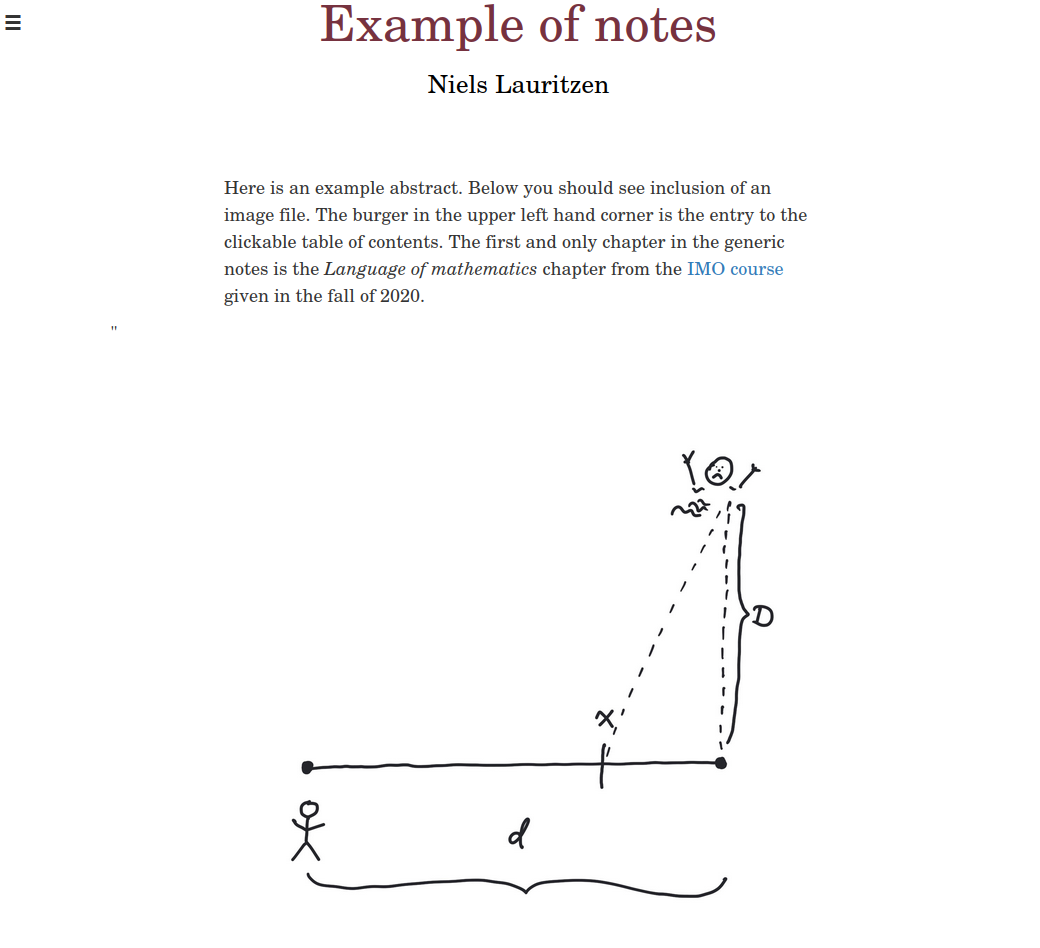 Example of notes
Niels Lauritzen
Here is an example abstract. Below you should see inclusion of an
image file. The burger in the upper left hand corner is the entry to the
clickable table of contents. The first and only chapter in the generic
notes is the Language of mathematics chapter from the IMO course
given in the fall of 2020.
"
D
x
d